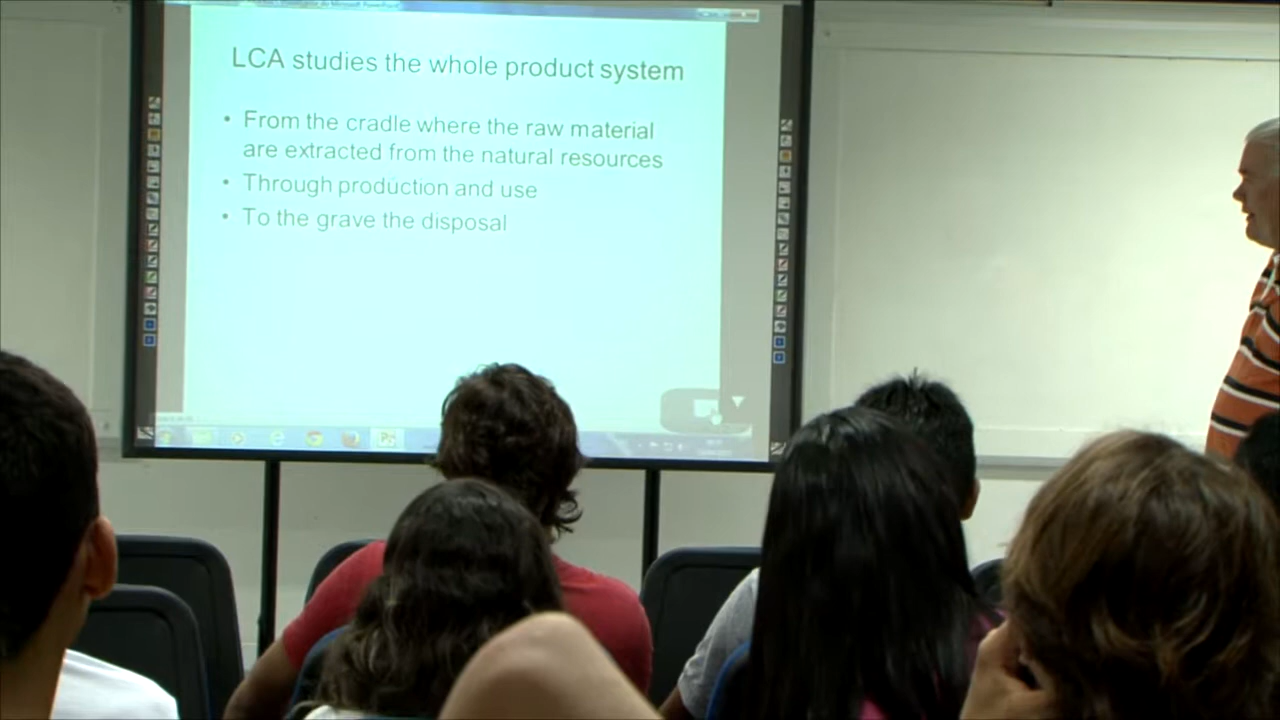 LCA studies the whole product system
• From the cradle where the raw material
are extracted from the natural resources
• Through production and use
• To the grave the disposal